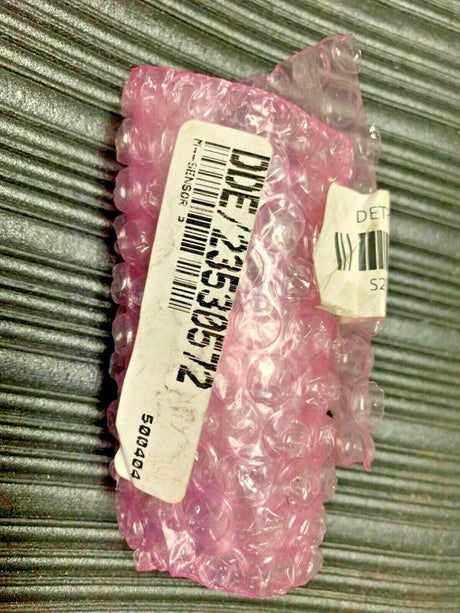 DDE/23530572
M--SENSOR
500404
DET
S2